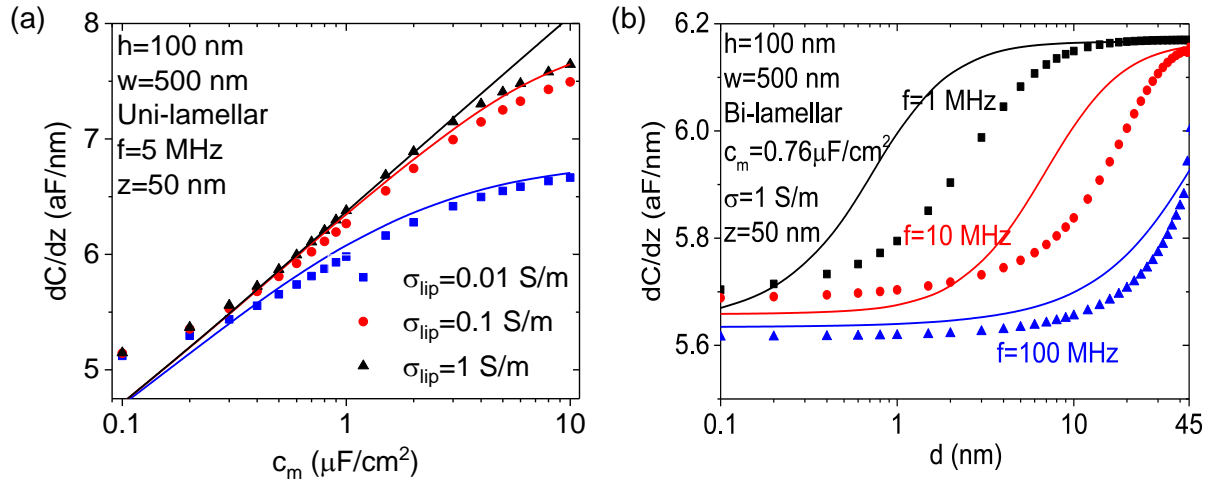 (a)
8
7
6
5
dC/dz (aF/nm)
h=100 nm
w=500 nm
Uni-lamellar
f=5 MHz
z=50 nm
σlip=0.01 S/m
σlip=0.1 S/m
σlip=1 S/m
0.1
1
10
cm (μF/cm²)
(b)
6.2
6.0
5.8
5.6
dC/dz (aF/nm)
h=100 nm
w=500 nm
Bi-lamellar
cm=0.76μF/cm²
σ=1 S/m
z=50 nm
f=1 MHz
f=10 MHz
f=100 MHz
0.1
1
10
45
d (nm)